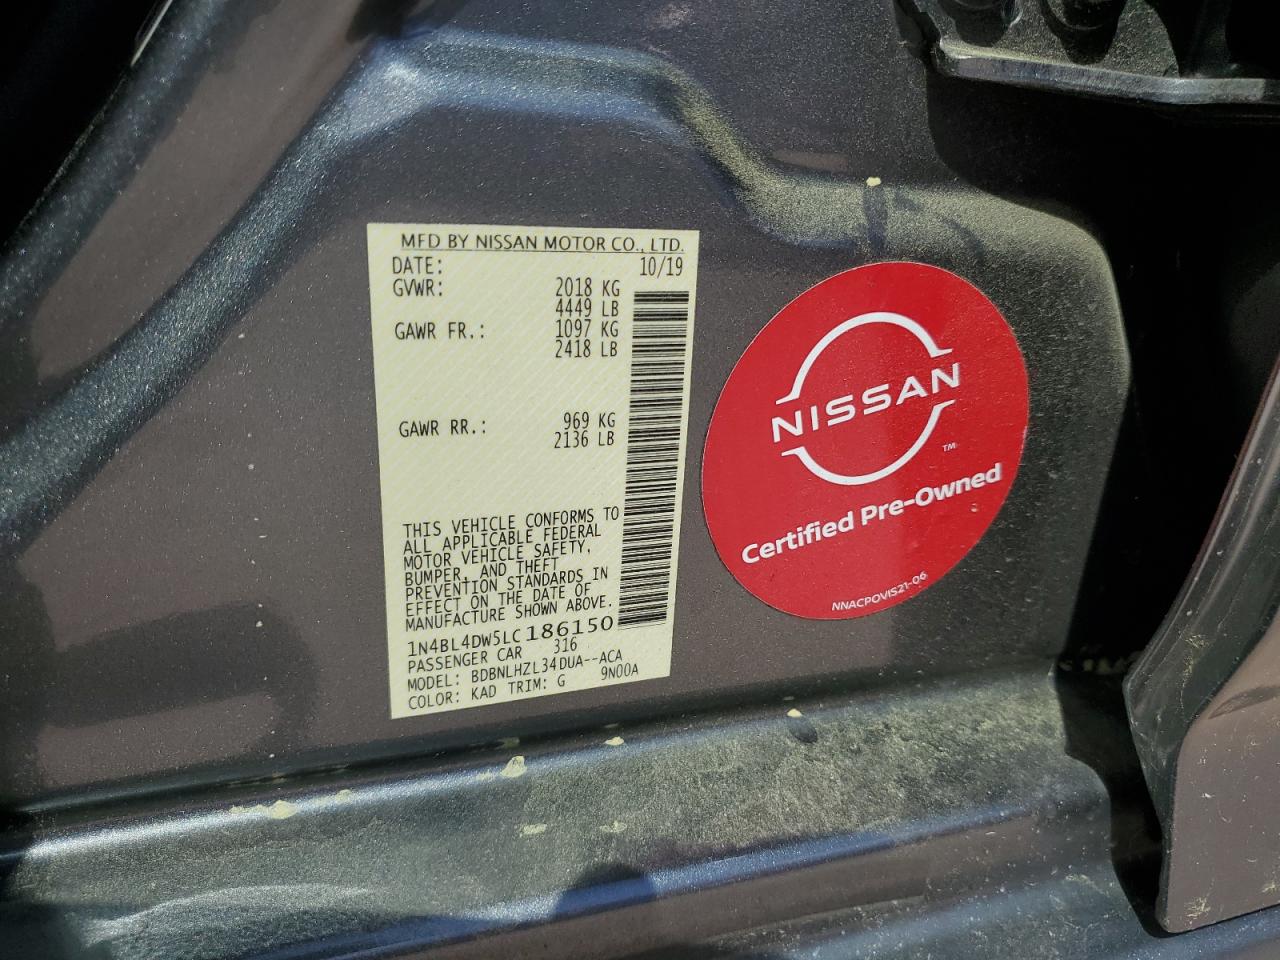 MFD BY NISSAN MOTOR CO., LTD.
DATE: 10/19
GVWR: 2018 KG
4449 LB
GAWR FR.: 1097 KG
2418 LB
GAWR RR.: 969 KG
2136 LB
THIS VEHICLE CONFORMS TO
ALL APPLICABLE FEDERAL
MOTOR VEHICLE SAFETY,
BUMPER, AND THEFT
PREVENTION STANDARDS IN
EFFECT ON THE DATE OF
MANUFACTURE SHOWN ABOVE.
1N4BL4DW5LC186150
PASSENGER CAR 316
MODEL: BDBNLHZL34DUA--ACA
COLOR: KAD TRIM: G 9N00A
NISSAN
TM
Certified Pre-Owned
NNACPOVIS21-06